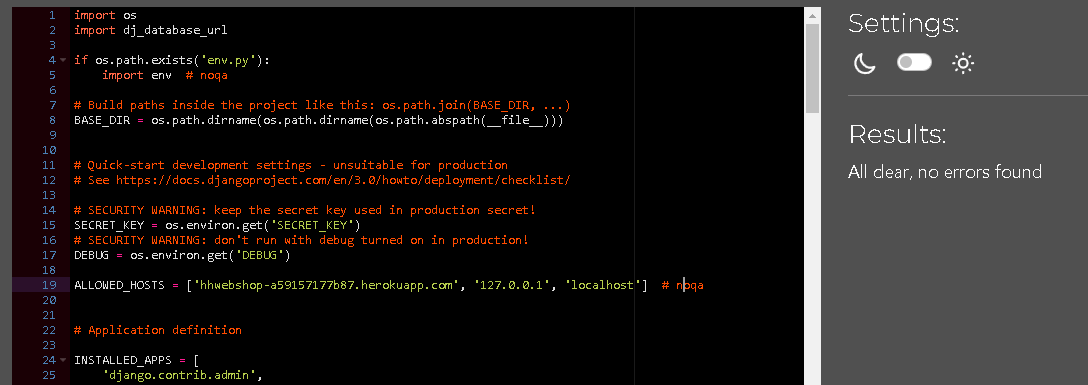 1 import os
2 import dj_database_url
3
4 if os.path.exists('env.py'):
5     import env  # noqa
6
7 # Build paths inside the project like this: os.path.join(BASE_DIR, ...)
8 BASE_DIR = os.path.dirname(os.path.dirname(os.path.abspath(__file__)))
9
10
11 # Quick-start development settings - unsuitable for production
12 # See https://docs.djangoproject.com/en/3.0/howto/deployment/checklist/
13
14 # SECURITY WARNING: keep the secret key used in production secret!
15 SECRET_KEY = os.environ.get('SECRET_KEY')
16 # SECURITY WARNING: don't run with debug turned on in production!
17 DEBUG = os.environ.get('DEBUG')
18
19 ALLOWED_HOSTS = ['hhwebshop-a59157177b87.herokuapp.com', '127.0.0.1', 'localhost']  # noqa
20
21
22 # Application definition
23
24 INSTALLED_APPS = [
25     'django.contrib.admin',
Settings:
Results:
All clear, no errors found